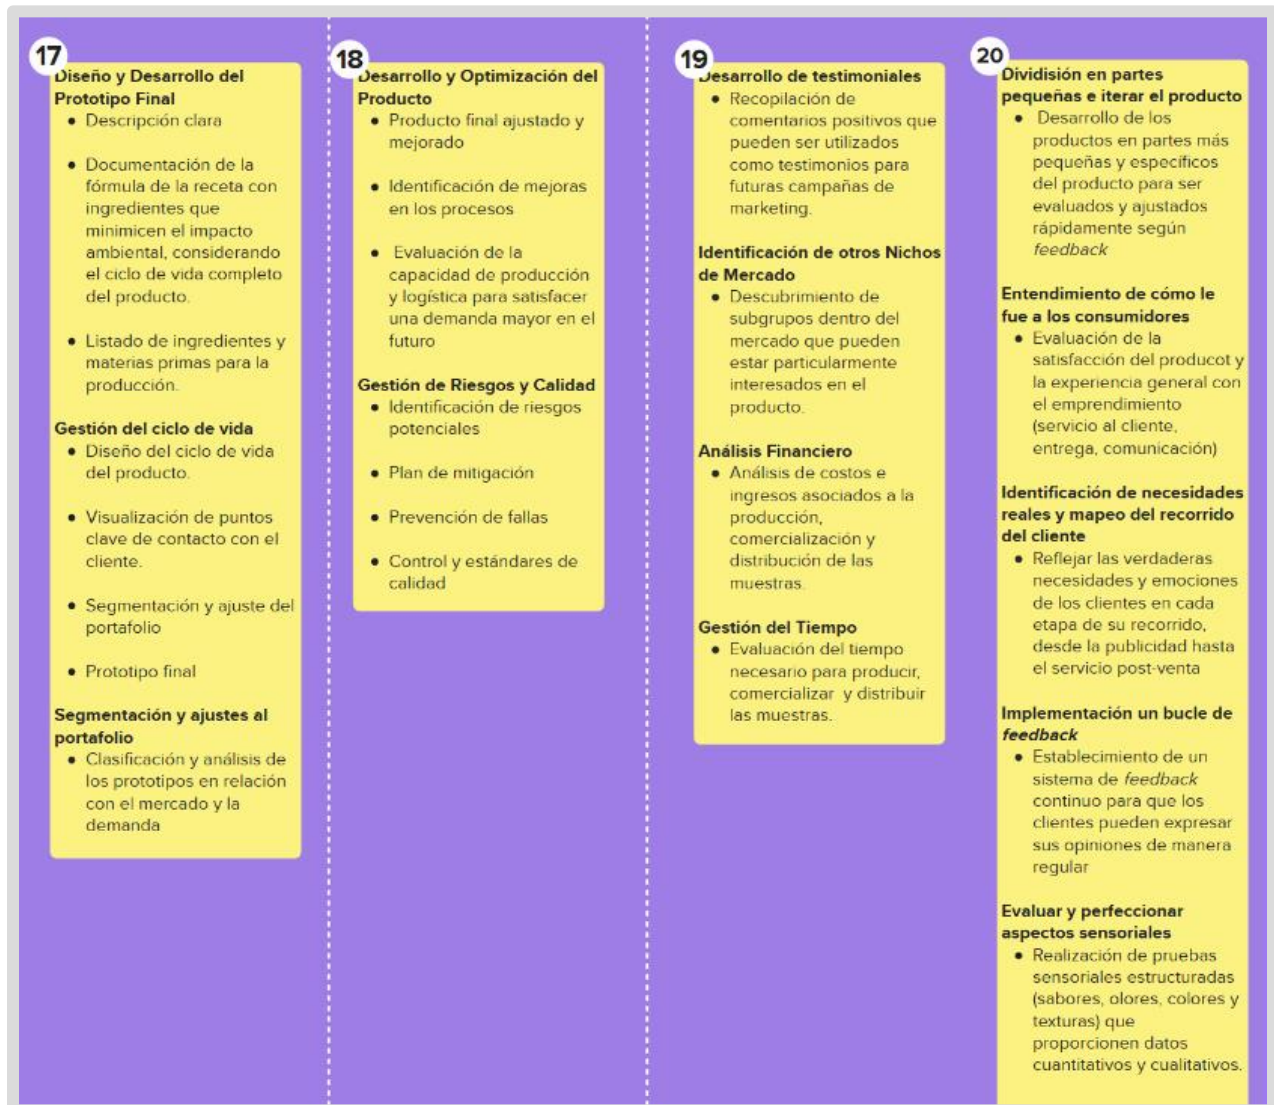 17
Diseño y Desarrollo del
Prototipo Final
• Descripción clara
• Documentación de la
fórmula de la receta con
ingredientes que
minimicen el impacto
ambiental, considerando
el ciclo de vida completo
del producto.
• Listado de ingredientes y
materias primas para la
producción.
Gestión del ciclo de vida
• Diseño del ciclo de vida
del producto.
• Visualización de puntos
clave de contacto con el
cliente.
• Segmentación y ajuste del
portafolio
• Prototipo final
Segmentación y ajustes al
portafolio
• Clasificación y análisis de
los prototipos en relación
con el mercado y la
demanda
18
Desarrollo y Optimización del
Producto
• Producto final ajustado y
mejorado
• Identificación de mejoras
en los procesos
• Evaluación de la
capacidad de producción
y logística para satisfacer
una demanda mayor en el
futuro
Gestión de Riesgos y Calidad
• Identificación de riesgos
potenciales
• Plan de mitigación
• Prevención de fallas
• Control y estándares de
calidad
19
Desarrollo de testimoniales
• Recopilación de
comentarios positivos que
pueden ser utilizados
como testimonios para
futuras campañas de
marketing.
Identificación de otros Nichos
de Mercado
• Descubrimiento de
subgrupos dentro del
mercado que pueden
estar particularmente
interesados en el
producto.
Análisis Financiero
• Análisis de costos e
ingresos asociados a la
producción,
comercialización y
distribución de las
muestras.
Gestión del Tiempo
• Evaluación del tiempo
necesario para producir,
comercializar y distribuir
las muestras.
20
Dividisión en partes
pequeñas e iterar el producto
• Desarrollo de los
productos en partes más
pequeñas y específicos
del producto para ser
evaluados y ajustados
rápidamente según
feedback
Entendimiento de cómo le
fue a los consumidores
• Evaluación de la
satisfacción del producot y
la experiencia general con
el emprendimiento
(servicio al cliente,
entrega, comunicación)
Identificación de necesidades
reales y mapeo del recorrido
del cliente
• Reflejar las verdaderas
necesidades y emociones
de los clientes en cada
etapa de su recorrido,
desde la publicidad hasta
el servicio post-venta
Implementación un bucle de
feedback
• Establecimiento de un
sistema de feedback
continuo para que los
clientes pueden expresar
sus opiniones de manera
regular
Evaluar y perfeccionar
aspectos sensoriales
• Realización de pruebas
sensoriales estructuradas
(sabores, olores, colores y
texturas) que
proporcionen datos
cuantitativos y cualitativos.